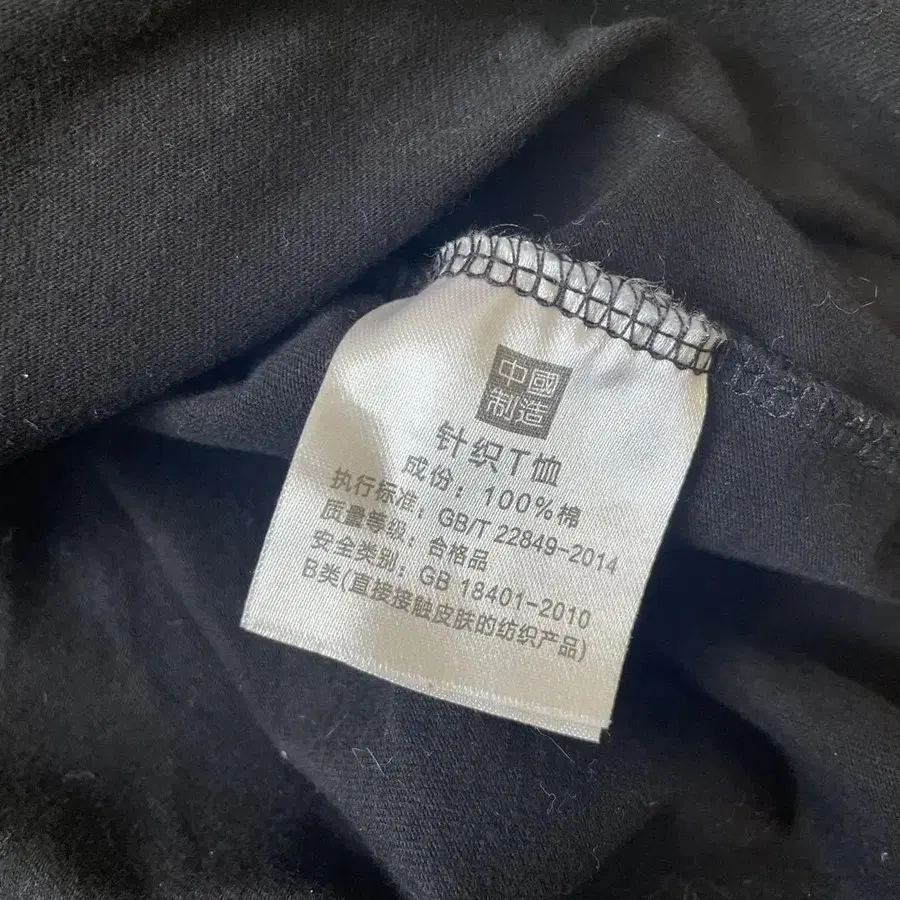 中國
制造
针织T恤
成份：100%棉
执行标准：GB/T 22849-2014
质量等级：合格品
安全类别：GB 18401-2010
B类(直接接触皮肤的纺织产品)